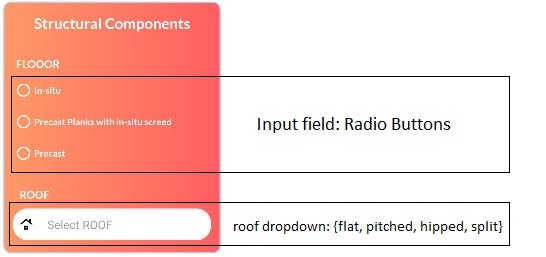 Structural Components
FLOOOR
In-situ
Precast Planks with in-situ screed
Input field: Radio Buttons
Precast
ROOF
Select ROOF
roof dropdown: {flat, pitched, hipped, split}